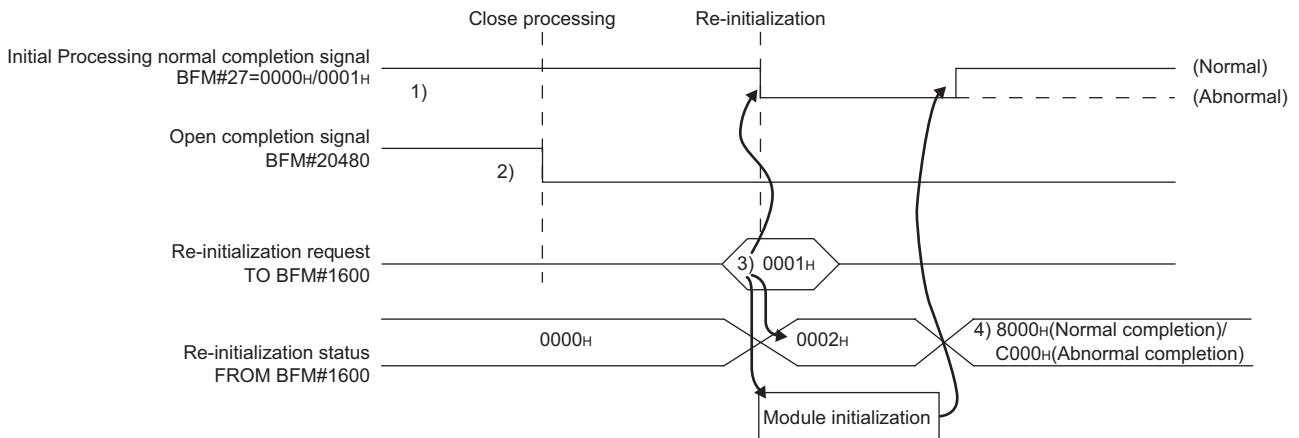 Close processing
Re-initialization
Initial Processing normal completion signal
BFM#27=0000H/0001H
(Normal)
(Abnormal)
1)
Open completion signal
BFM#20480
2)
Re-initialization request
TO BFM#1600
3) 0001H
Re-initialization status
FROM BFM#1600
0000H
0002H
4) 8000H(Normal completion)/
C000H(Abnormal completion)
Module initialization